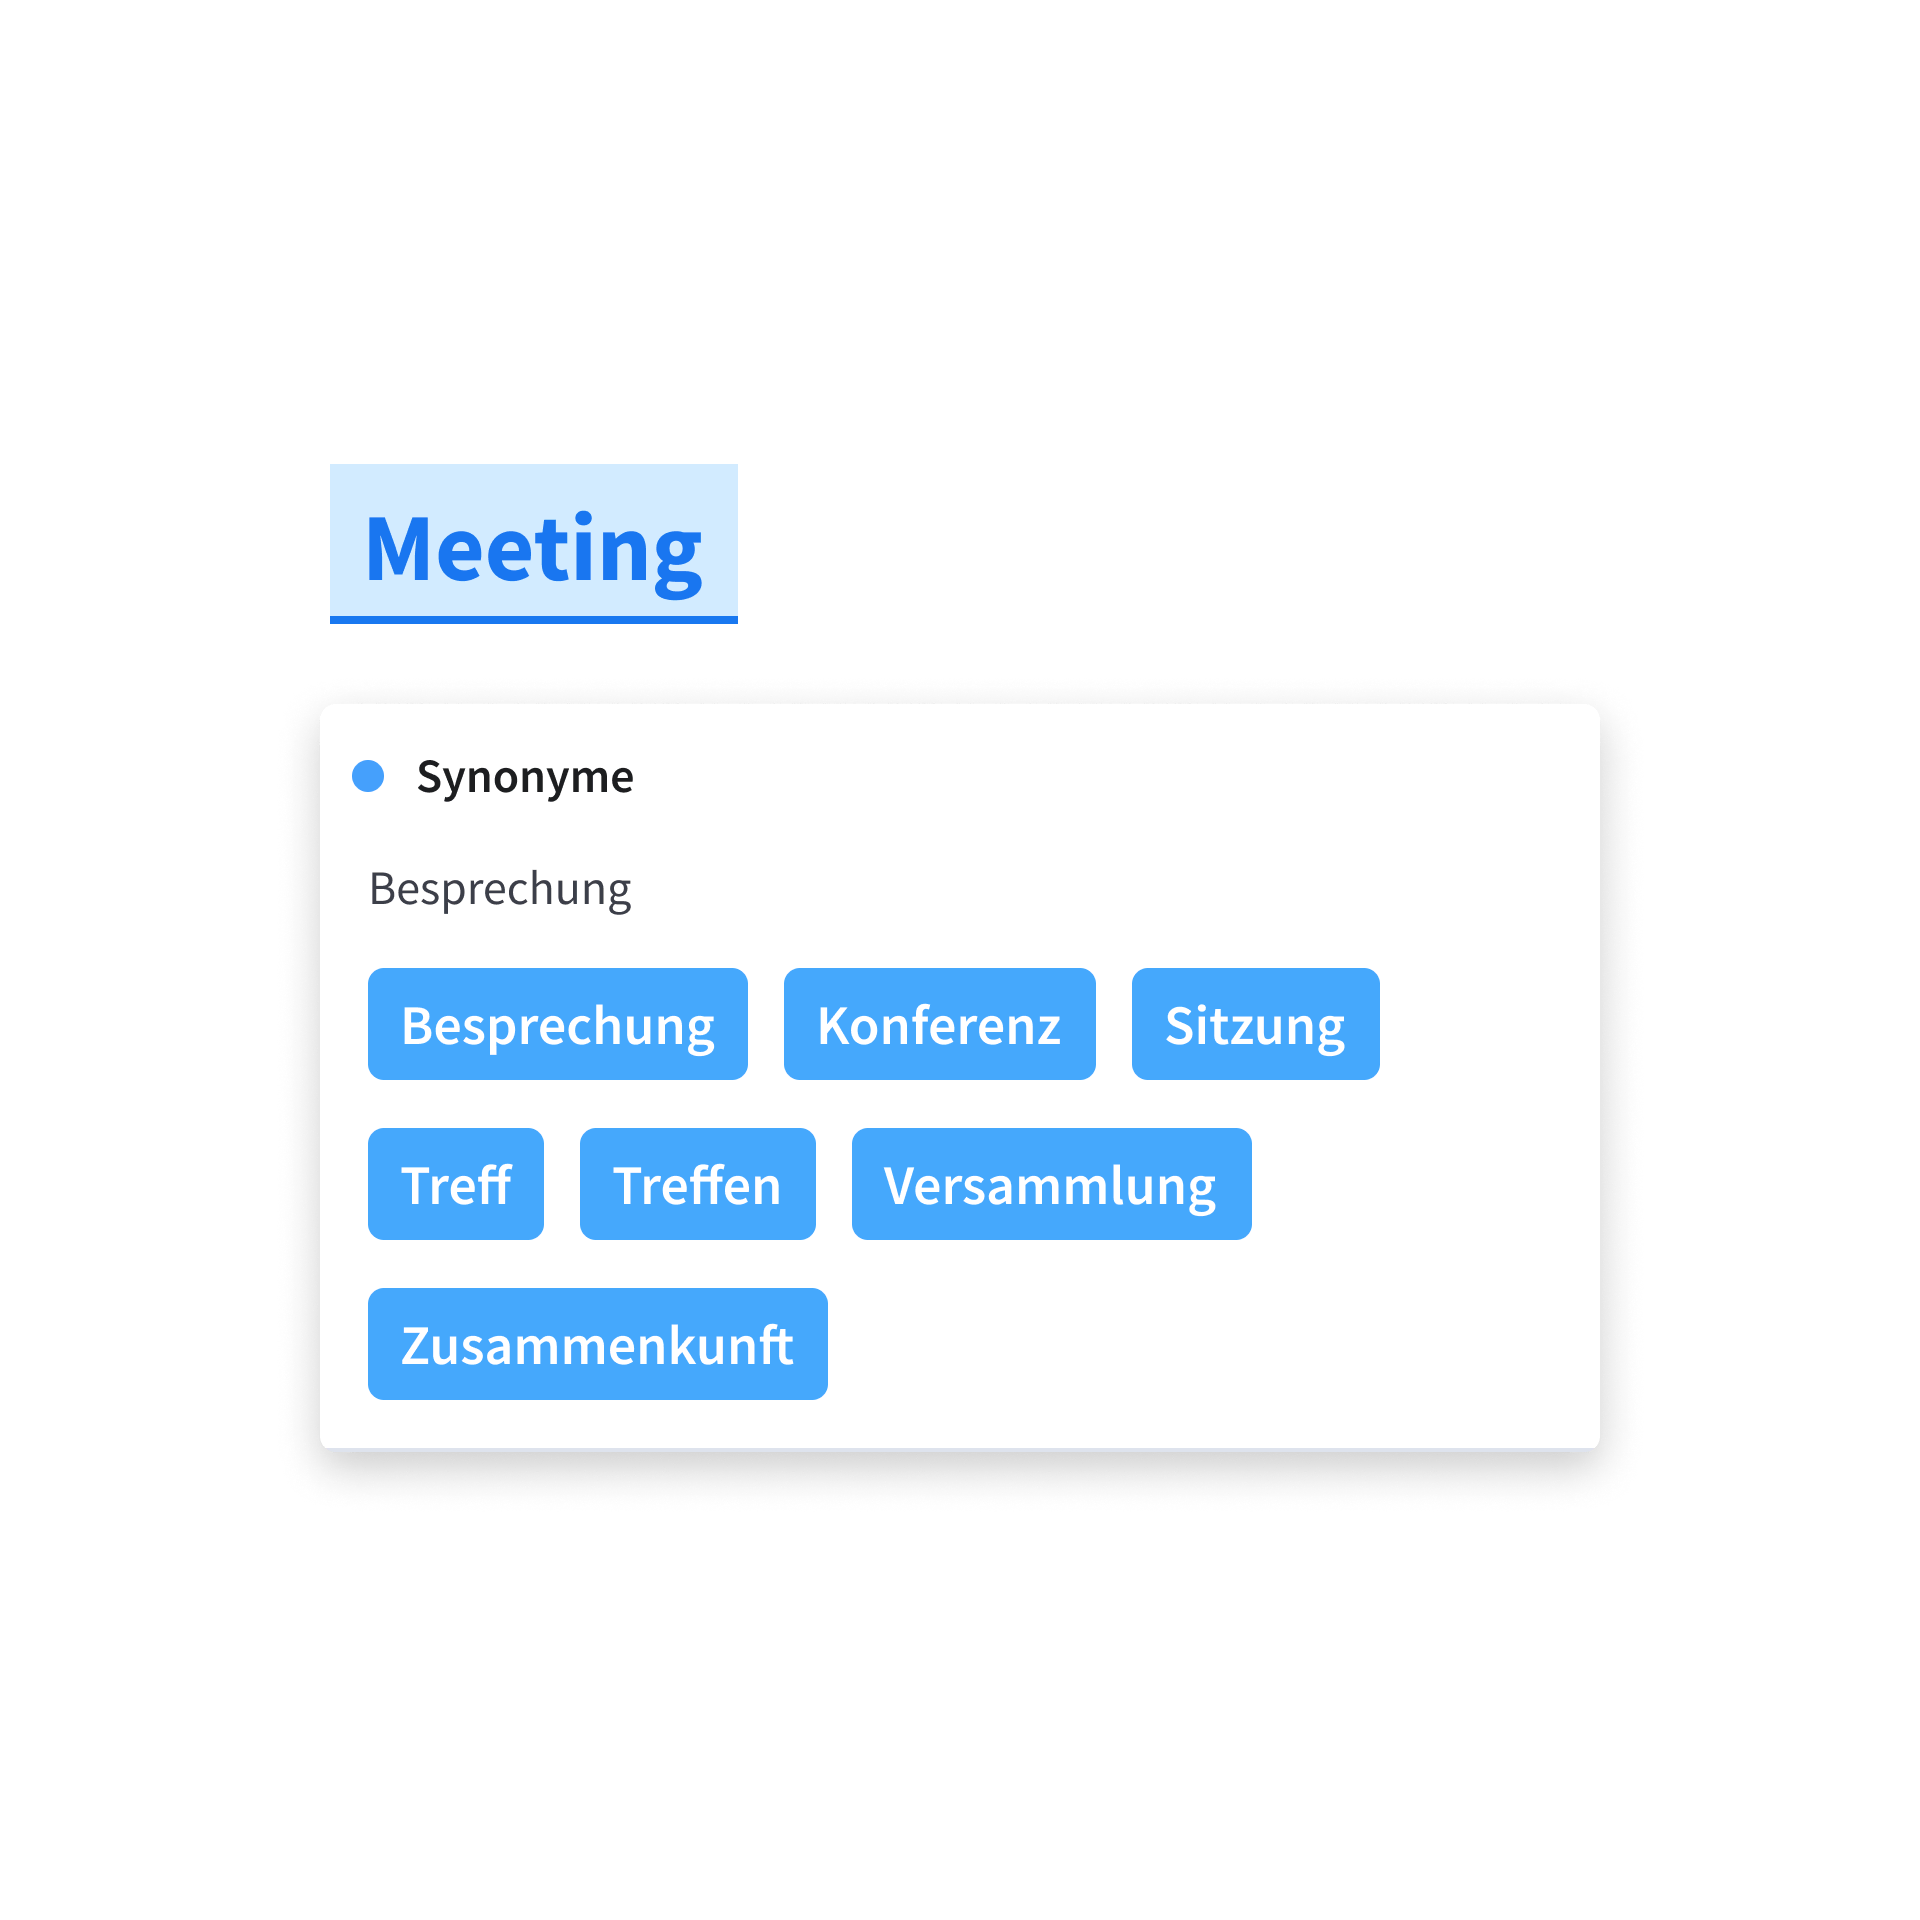 Meeting
Synonyme
Besprechung
Besprechung Konferenz Sitzung
Treff Treffen Versammlung
Zusammenkunft